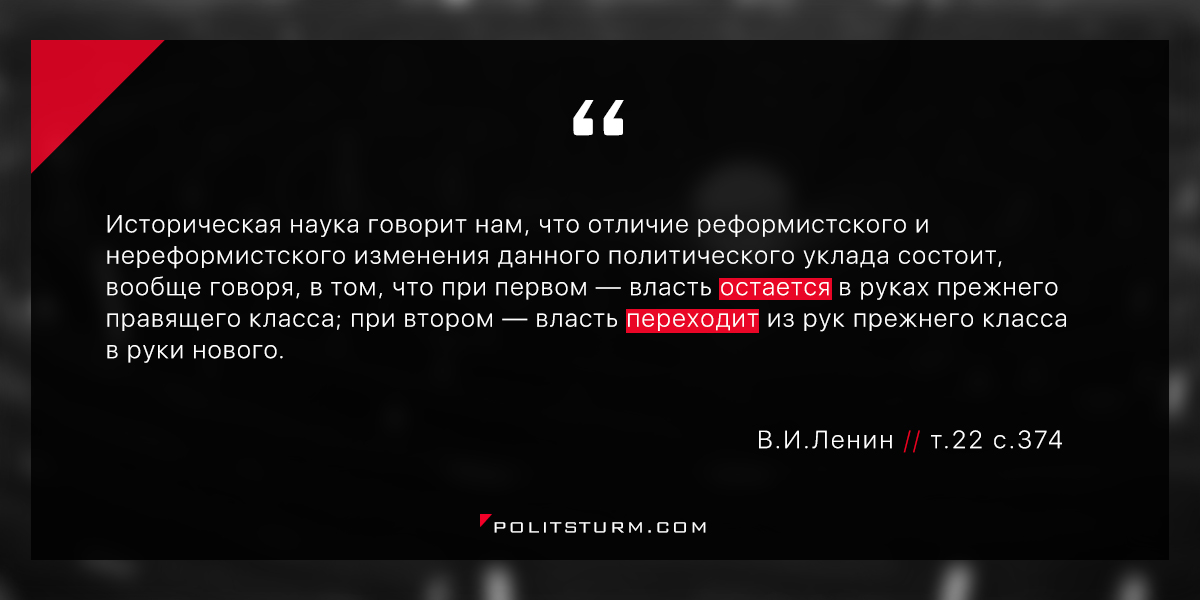 “
Историческая наука говорит нам, что отличие реформистского и
нереформистского изменения данного политического уклада состоит,
вообще говоря, в том, что при первом — власть остается в руках прежнего
правящего класса; при втором — власть переходит из рук прежнего класса
в руки нового.
В.И.Ленин // т.22 с.374
POLITSTURM.COM